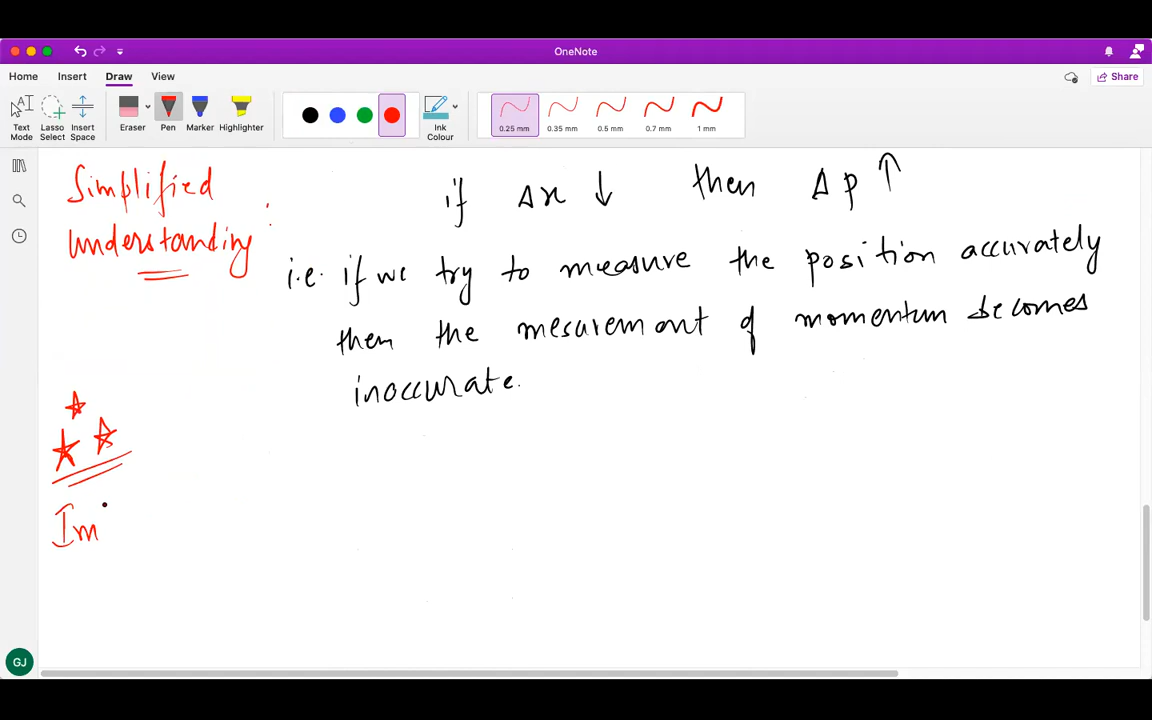 OneNote
Home Insert Draw View
Share
Text Mode
Lasso Select
Insert Space
Eraser
Pen
Marker
Highlighter
Ink Colour
0.25 mm
0.35 mm
0.5 mm
0.7 mm
1 mm
Simplified
understanding :
if Δx ↓ then Δp ↑
i.e. if we try to measure the position accurately
then the mesurement of momentum becomes
inaccurate.
Im
GJ